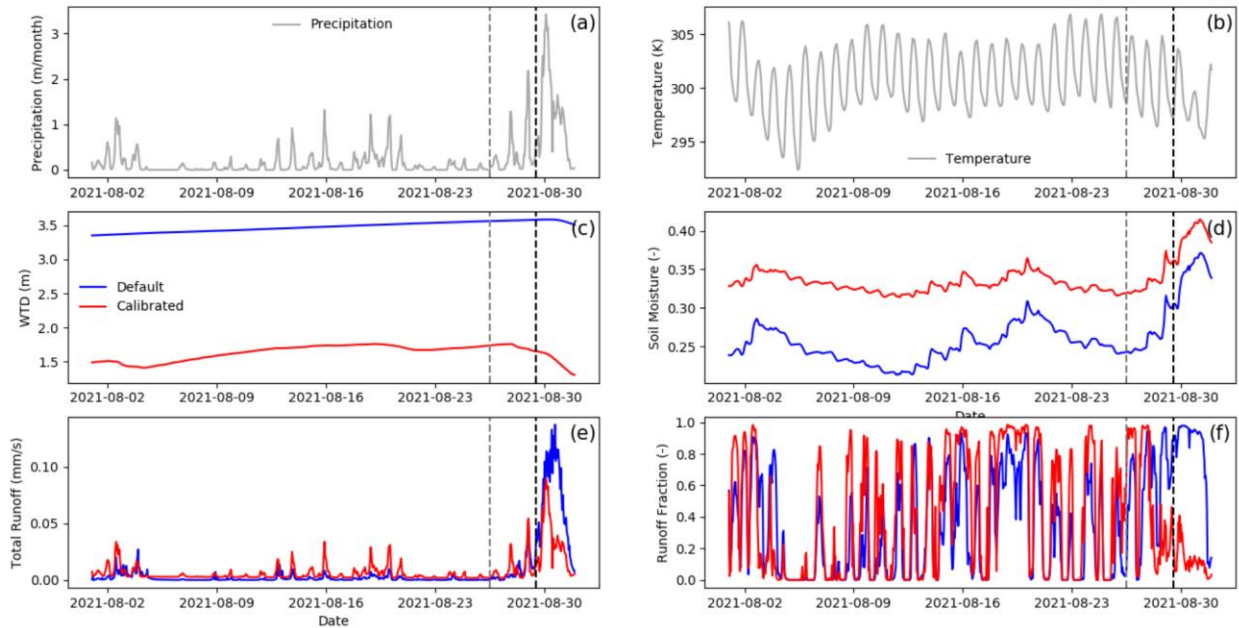 Precipitation (m/month)
3
2
1
0
Precipitation
(a)
2021-08-02 2021-08-09 2021-08-16 2021-08-23 2021-08-30
Temperature (K)
305
300
295
Temperature
(b)
2021-08-02 2021-08-09 2021-08-16 2021-08-23 2021-08-30
WTD (m)
3.5
3.0
2.5
2.0
1.5
Default
Calibrated
(c)
2021-08-02 2021-08-09 2021-08-16 2021-08-23 2021-08-30
Soil Moisture (-)
0.40
0.35
0.30
0.25
(d)
2021-08-02 2021-08-09 2021-08-16 2021-08-23 2021-08-30
Date
Total Runoff (mm/s)
0.10
0.05
0.00
(e)
2021-08-02 2021-08-09 2021-08-16 2021-08-23 2021-08-30
Date
Runoff Fraction (-)
1.0
0.8
0.6
0.4
0.2
0.0
(f)
2021-08-02 2021-08-09 2021-08-16 2021-08-23 2021-08-30